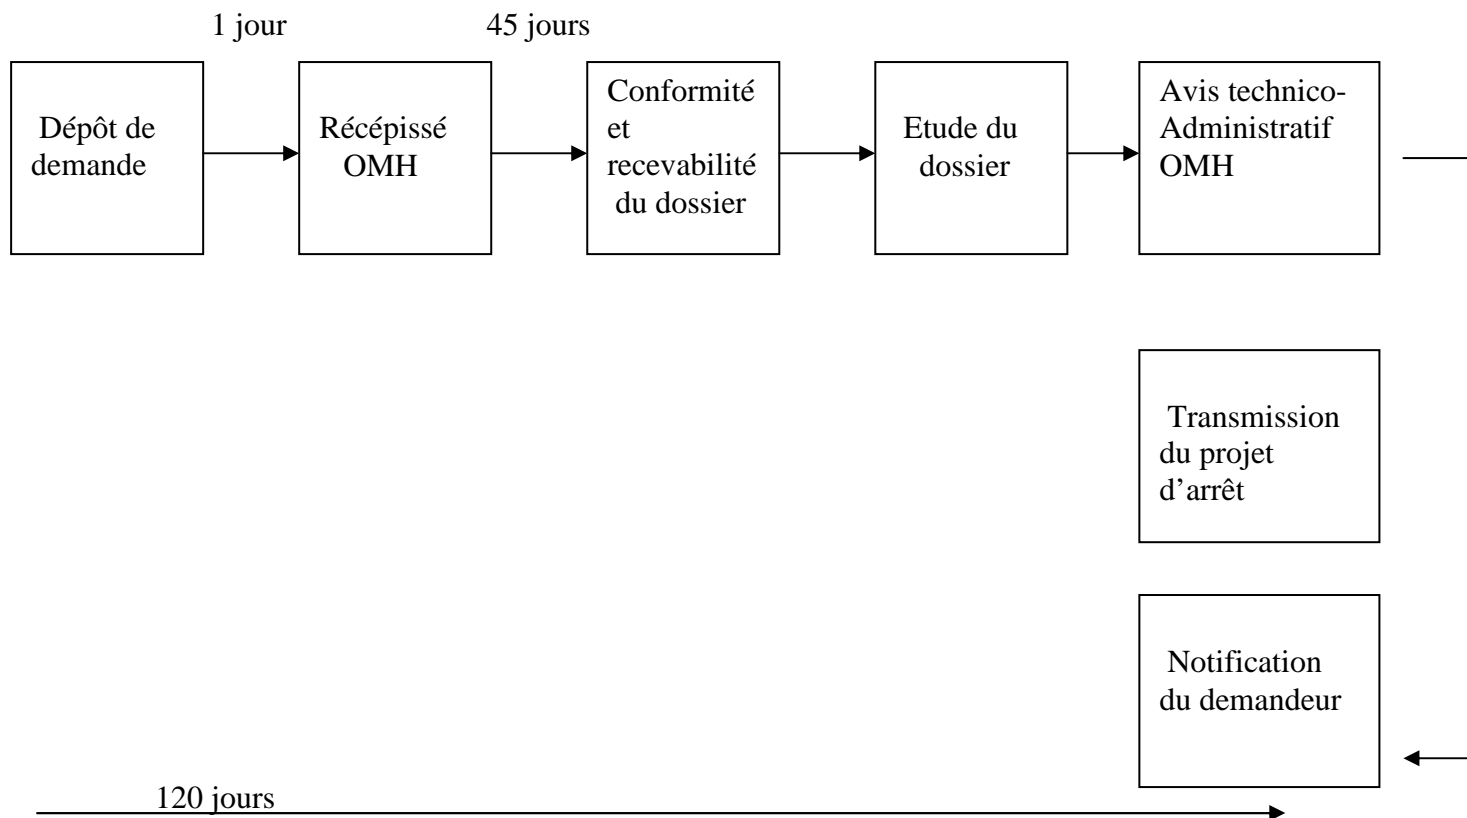 1 jour
45 jours
Dépôt de
demande
Récépissé
OMH
Conformité
et
recevabilité
du dossier
Etude du
dossier
Avis technico-
Administratif
OMH
Transmission
du projet
d’arrêt
Notification
du demandeur
120 jours